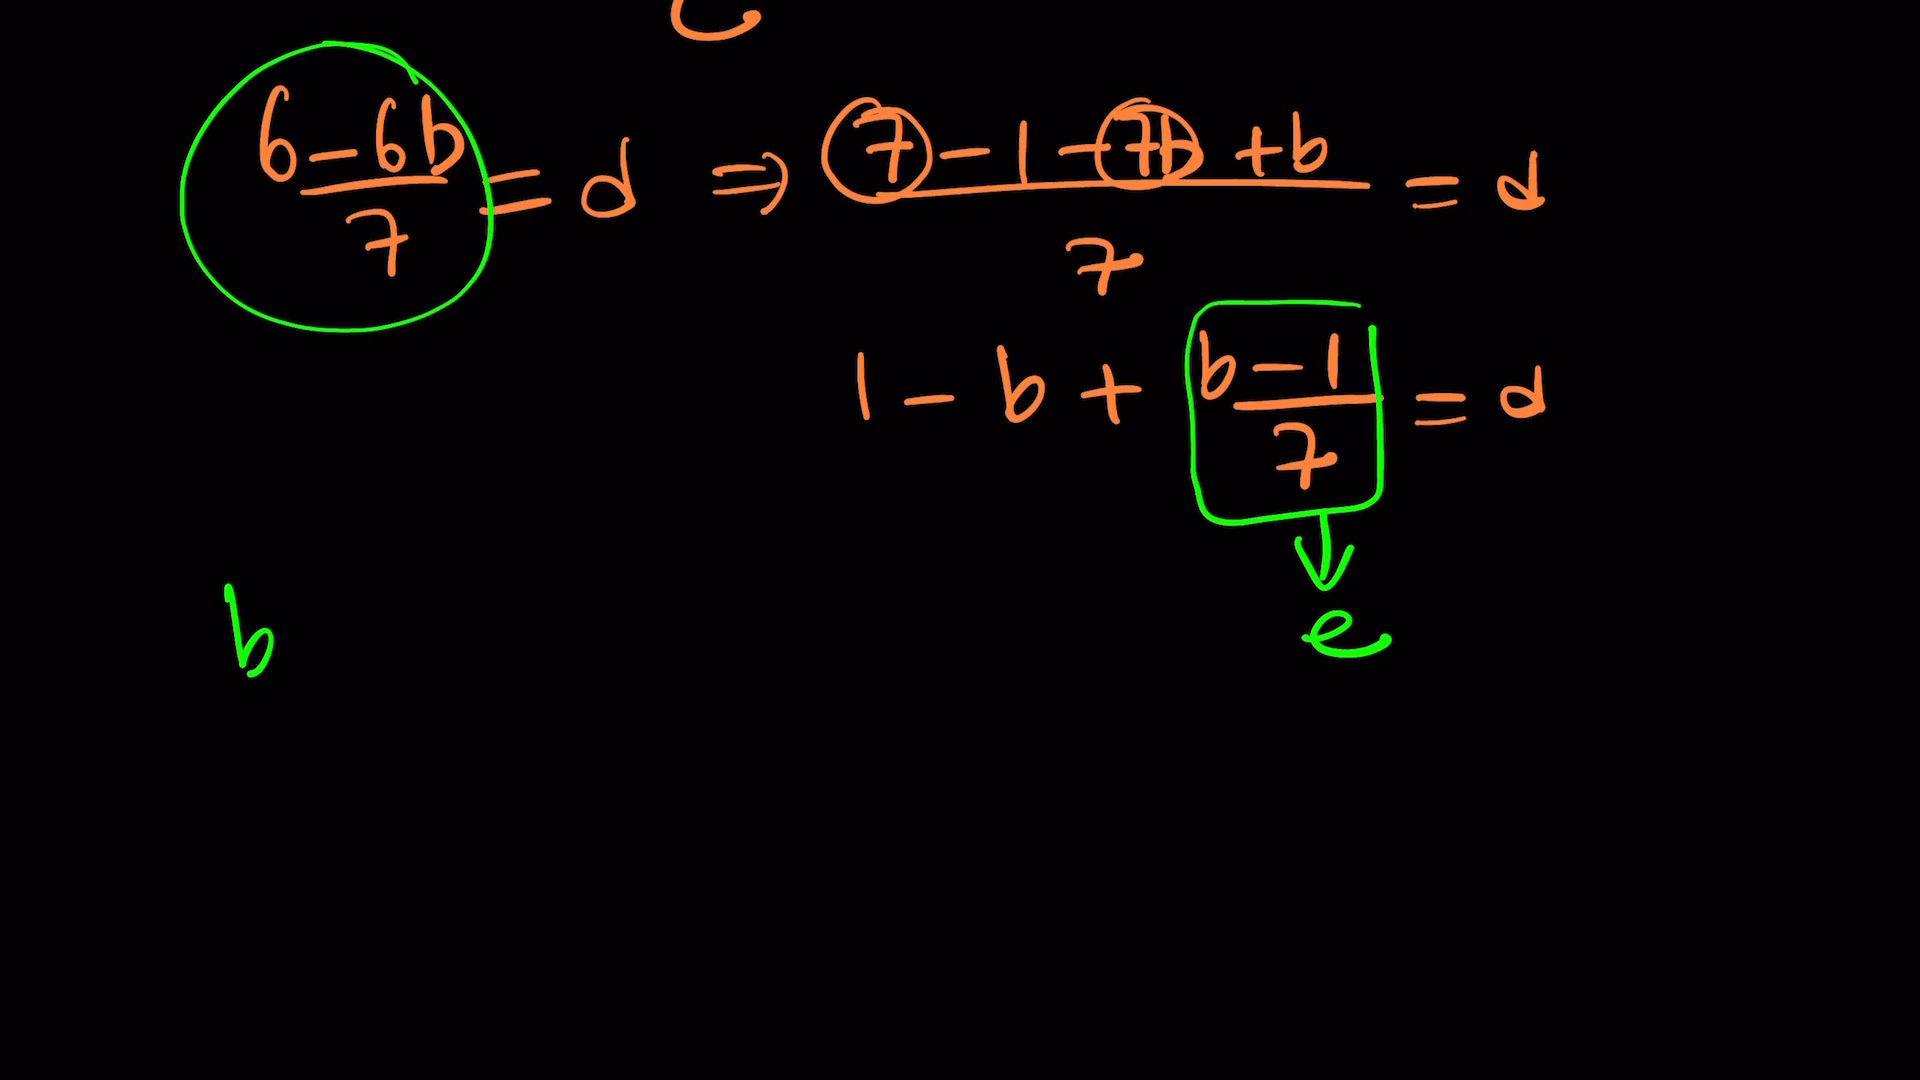 (6-6b)/7 = d ⇒ (7-1-7b+b)/7 = d
1-b+(b-1)/7 = d
e
b